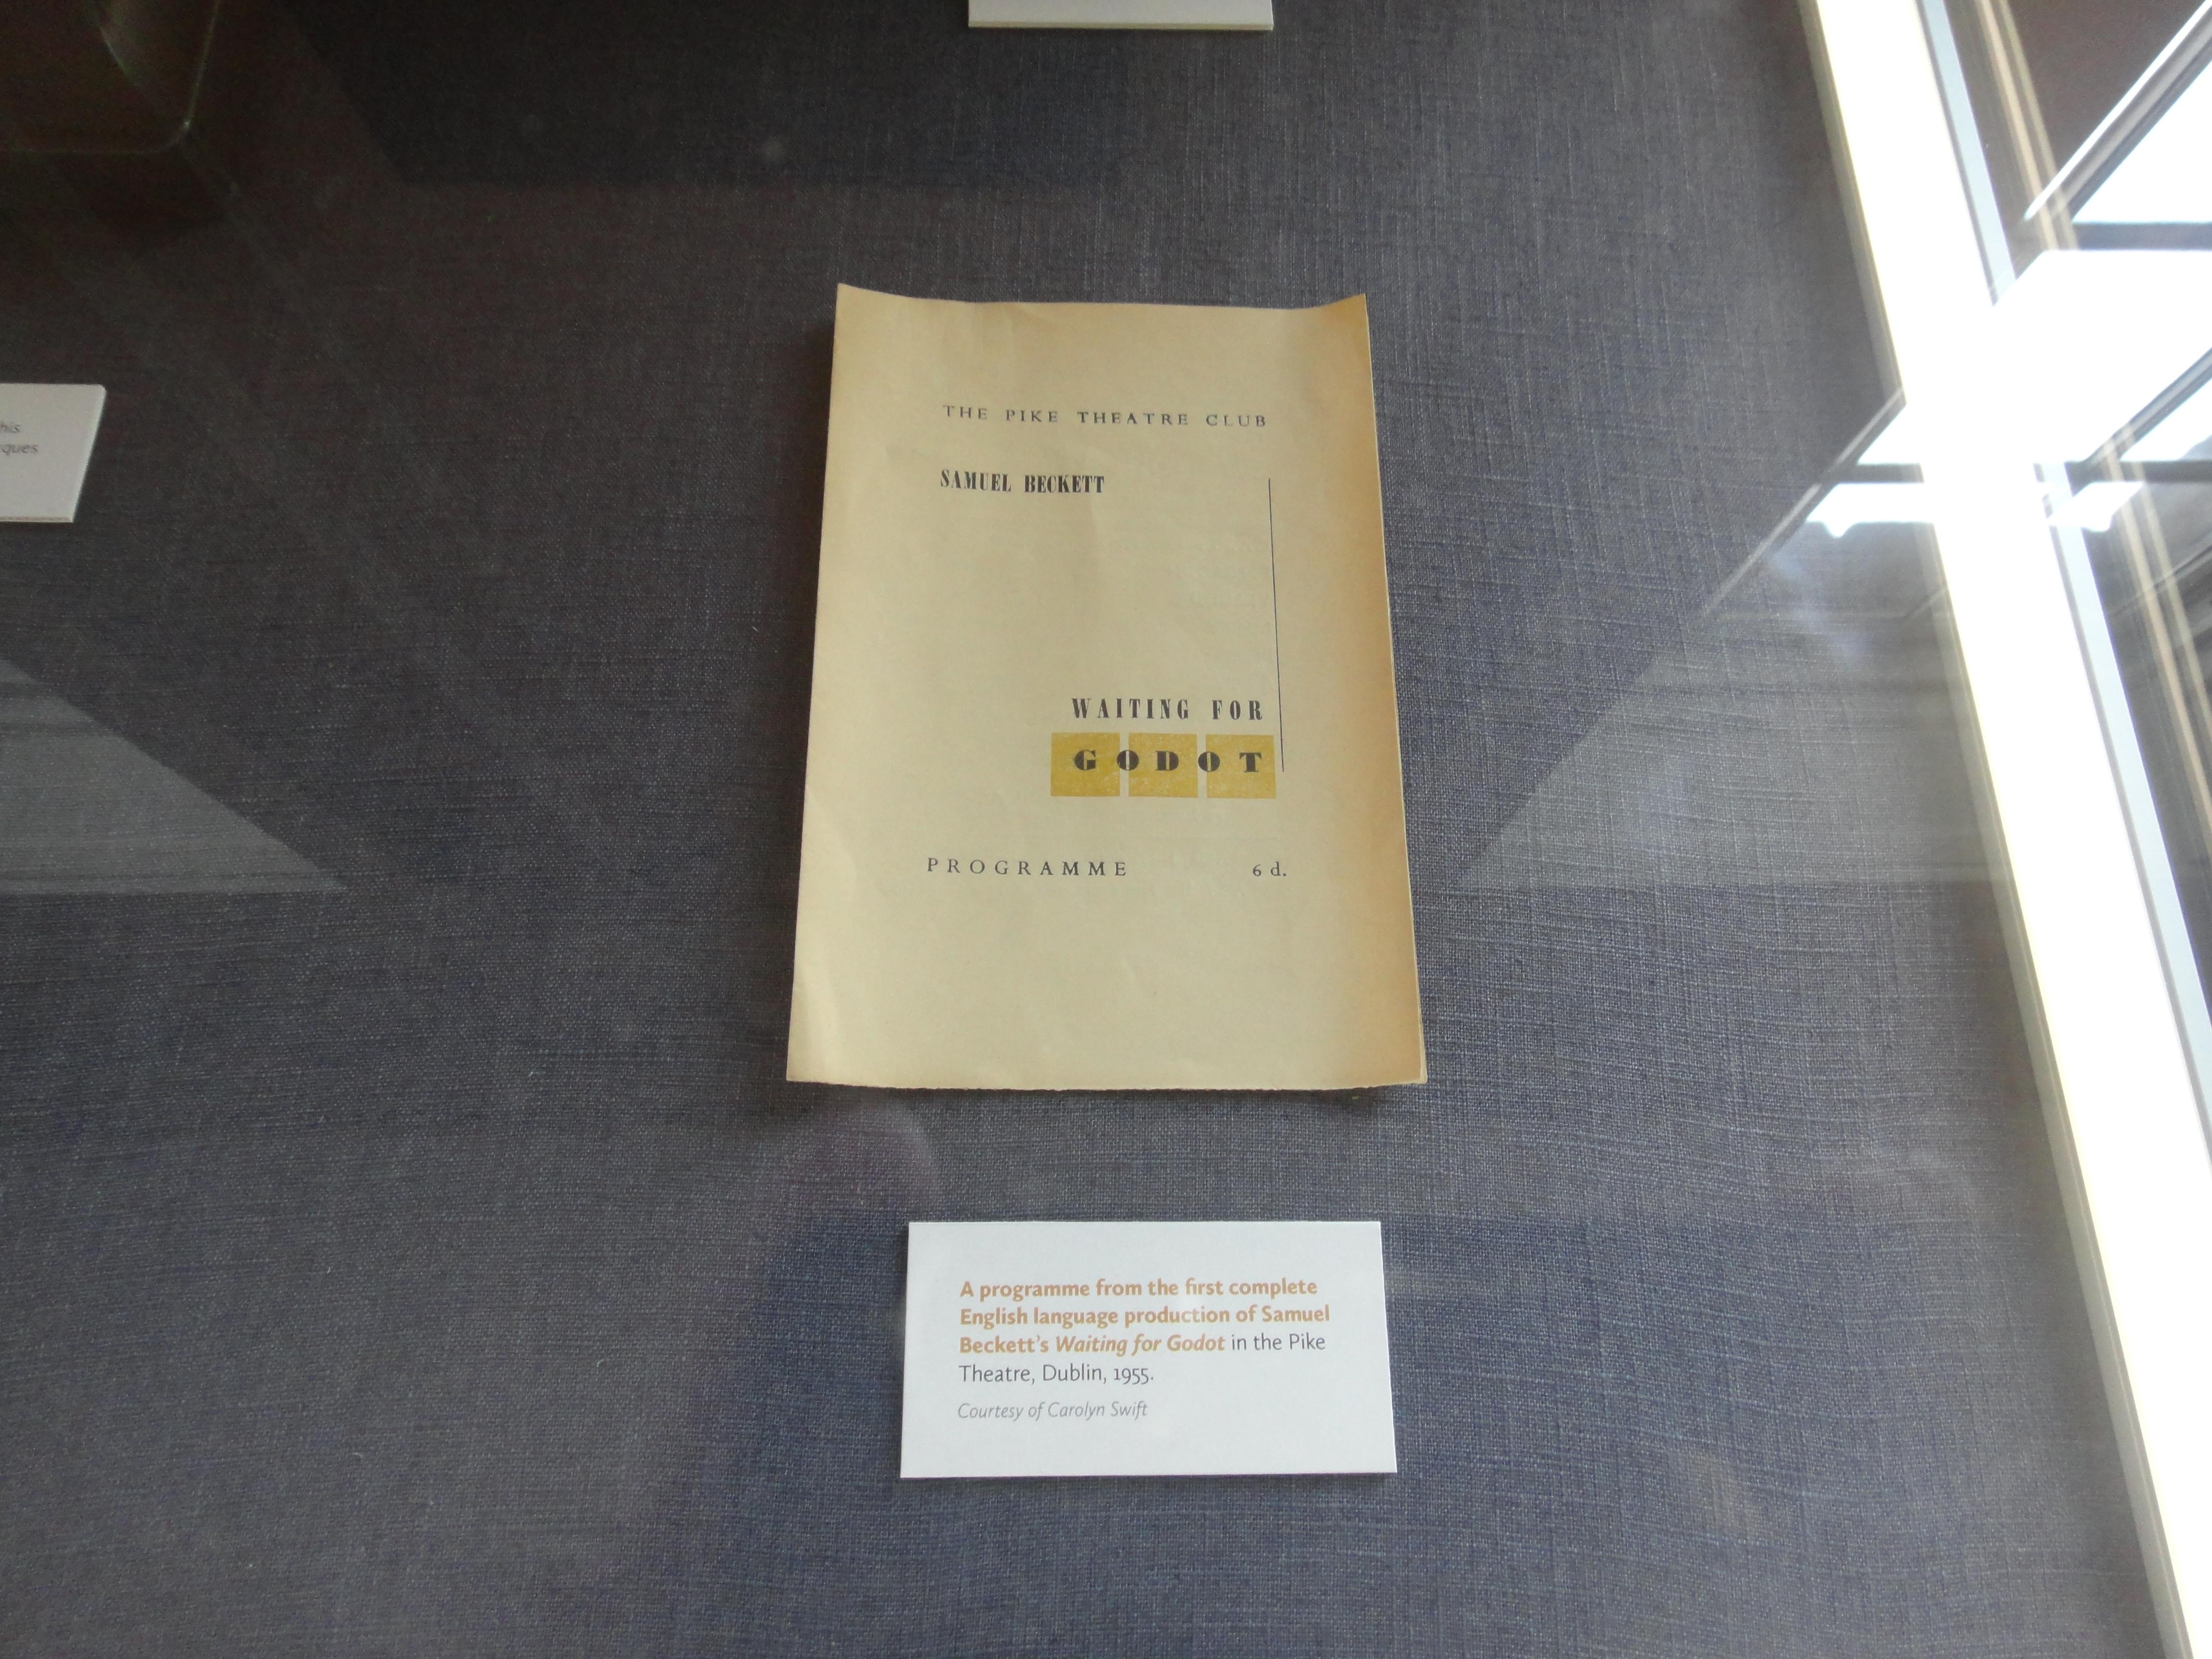 his
THE PIKE THEATRE CLUB
SAMUEL BECKETT
WAITING FOR
GODOT
PROGRAMME 6 d.
A programme from the first complete
English language production of Samuel
Beckett's Waiting for Godot in the Pike
Theatre, Dublin, 1955.
Courtesy of Carolyn Swift